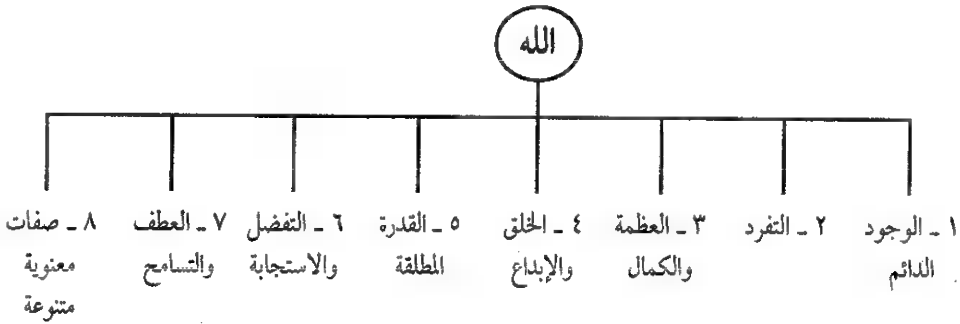 الله
١ ـ الوجود ٢ ـ التفرد ٣ ـ العظمة ٤ ـ الخلق ٥ ـ القدرة ٦ ـ التفضل ٧ ـ العطف ٨ ـ صفات
الدائم والكمال والإبداع المطلقة والاستجابة والتسامح معنوية
متنوعة